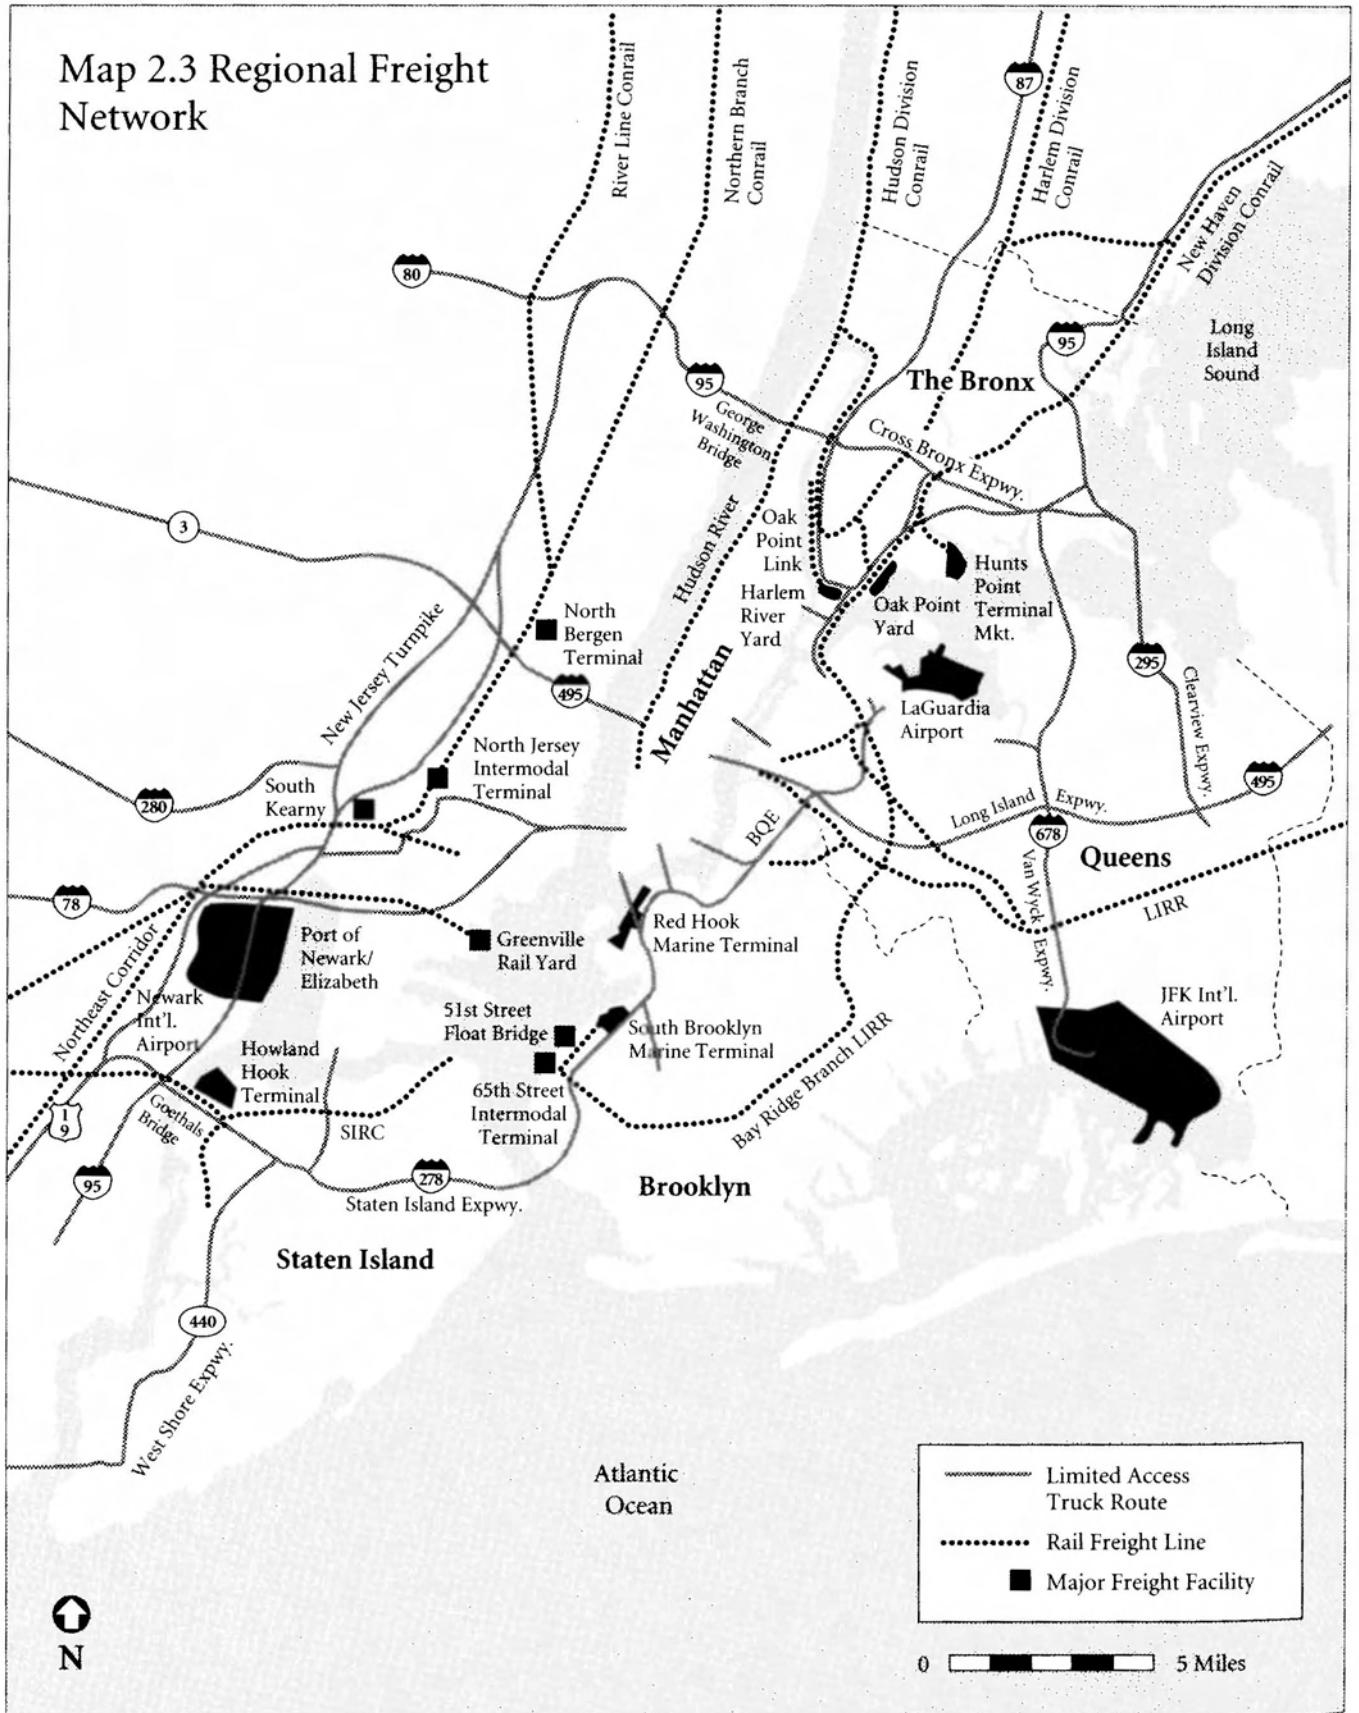 Map 2.3 Regional Freight
Network
River Line Conrail
Northern Branch
Conrail
Hudson Division
Conrail
87
Harlem Division
Conrail
New Haven
Division Conrail
80
95
George
Washington
Bridge
The Bronx
95
Long
Island
Sound
Cross Bronx Expwy.
3
Hudson River
Oak
Point
Link
Harlem
River
Yard
Oak Point
Yard
Hunts
Point
Terminal
Mkt.
North
Bergen
Terminal
New Jersey Turnpike
495
Manhattan
LaGuardia
Airport
295
Clearview Expwy.
North Jersey
Intermodal
Terminal
South
Kearny
280
BQE
Long Island Expwy.
495
678
Queens
Van Wyck Expwy.
LIRR
78
Port of
Newark/
Elizabeth
Greenville
Rail Yard
Red Hook
Marine Terminal
Northeast Corridor
Newark
Int'l.
Airport
51st Street
Float Bridge
South Brooklyn
Marine Terminal
JFK Int'l.
Airport
Howland
Hook
Terminal
65th Street
Intermodal
Terminal
Bay Ridge Branch LIRR
1
9
Goethals
Bridge
SIRC
95
278
Staten Island Expwy.
Brooklyn
Staten Island
440
West Shore Expwy.
Atlantic
Ocean
Limited Access
Truck Route
Rail Freight Line
Major Freight Facility
N
0 5 Miles